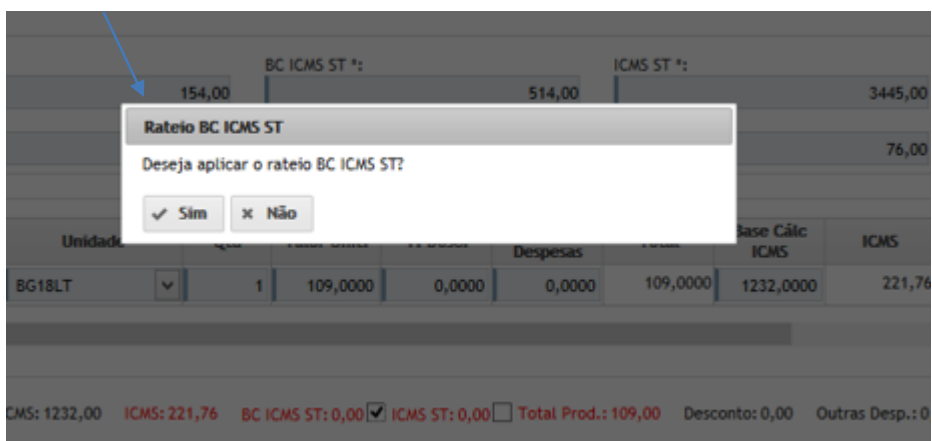 BC ICMS ST *: ICMS ST *:
154,00 514,00 3445,00
Rateio BC ICMS ST
76,00
Deseja aplicar o rateio BC ICMS ST?
Sim Não
Unidade Despesas Base Cálc ICMS ICMS
BG18LT 1 109,0000 0,0000 0,0000 109,0000 1232,0000 221,76
CMS: 1232,00 ICMS: 221,76 BC ICMS ST: 0,00 ICMS ST: 0,00 Total Prod.: 109,00 Desconto: 0,00 Outras Desp.: 0